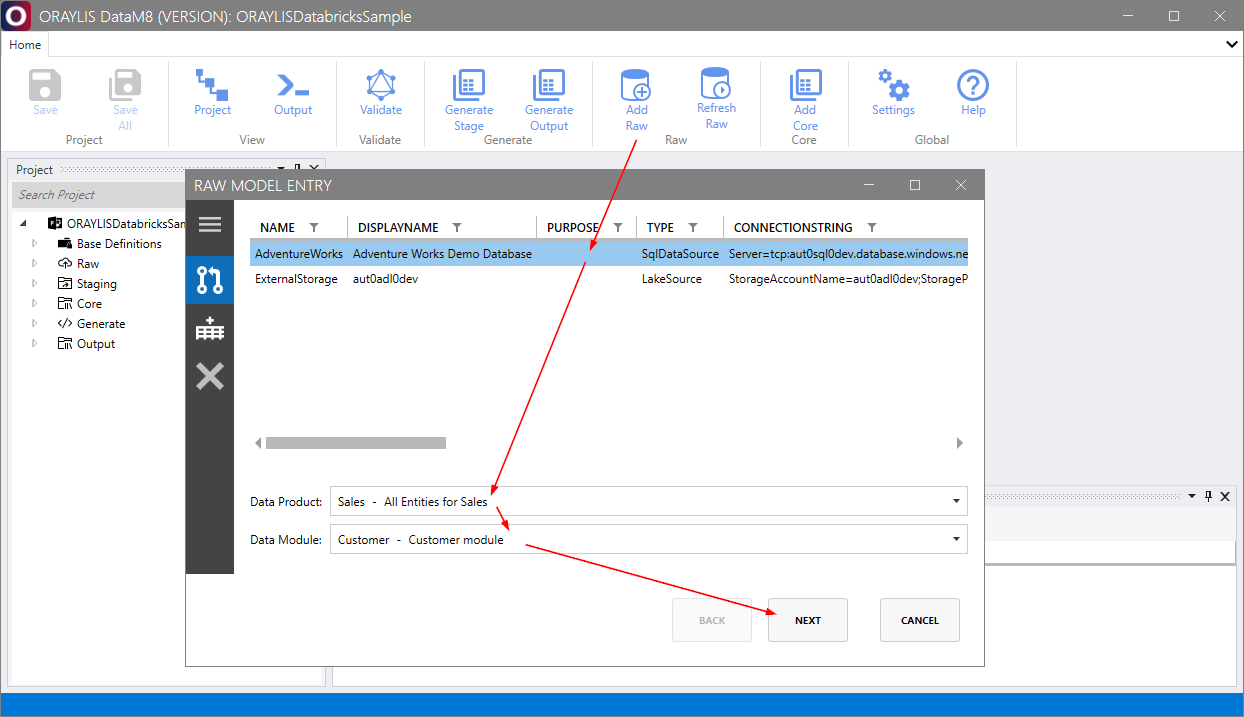 ORAYLIS DataM8 (VERSION): ORAYLISDatabricksSample
Home
Save
Save All
Project
Project
Output
View
Validate
Validate
Generate Stage
Generate Output
Generate
Add Raw
Refresh Raw
Raw
Add Core
Core
Settings
Help
Global
Project
Search Project
ORAYLISDatabricksSam
Base Definitions
Raw
Staging
Core
Generate
Output
RAW MODEL ENTRY
NAME DISPLAYNAME PURPOSE TYPE CONNECTIONSTRING
AdventureWorks Adventure Works Demo Database SqlDataSource Server=tcp:aut0sql0dev.database.windows.ne
ExternalStorage aut0adl0dev LakeSource StorageAccountName=aut0adl0dev;StorageP
Data Product: Sales - All Entities for Sales
Data Module: Customer - Customer module
BACK NEXT CANCEL